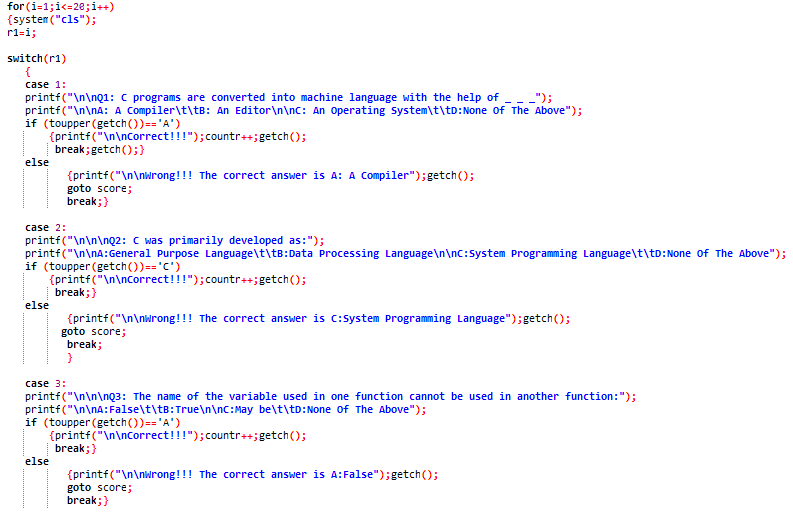 for(i=1;i<=20;i++)
{system("cls");
r1=i;
switch(r1)
{
case 1:
printf("\n\nQ1: C programs are converted into machine language with the help of _ _ _");
printf("\n\nA: A Compiler\t\tB: An Editor\n\nC: An Operating System\t\tD:None Of The Above");
if (toupper(getch())=='A')
{printf("\n\nCorrect!!!");countr++;getch();
break;getch();}
else
{printf("\n\nWrong!!! The correct answer is A: A Compiler");getch();
goto score;
break;}
case 2:
printf("\n\n\nQ2: C was primarily developed as:");
printf("\n\nA:General Purpose Language\t\tB:Data Processing Language\n\nC:System Programming Language\t\tD:None Of The Above");
if (toupper(getch())=='C')
{printf("\n\nCorrect!!!");countr++;getch();
break;}
else
{printf("\n\nWrong!!! The correct answer is C:System Programming Language");getch();
goto score;
break;
}
case 3:
printf("\n\n\nQ3: The name of the variable used in one function cannot be used in another function:");
printf("\n\nA:False\t\tB:True\n\nC:May be\t\tD:None Of The Above");
if (toupper(getch())=='A')
{printf("\n\nCorrect!!!");countr++;getch();
break;}
else
{printf("\n\nWrong!!! The correct answer is A:False");getch();
goto score;
break;}